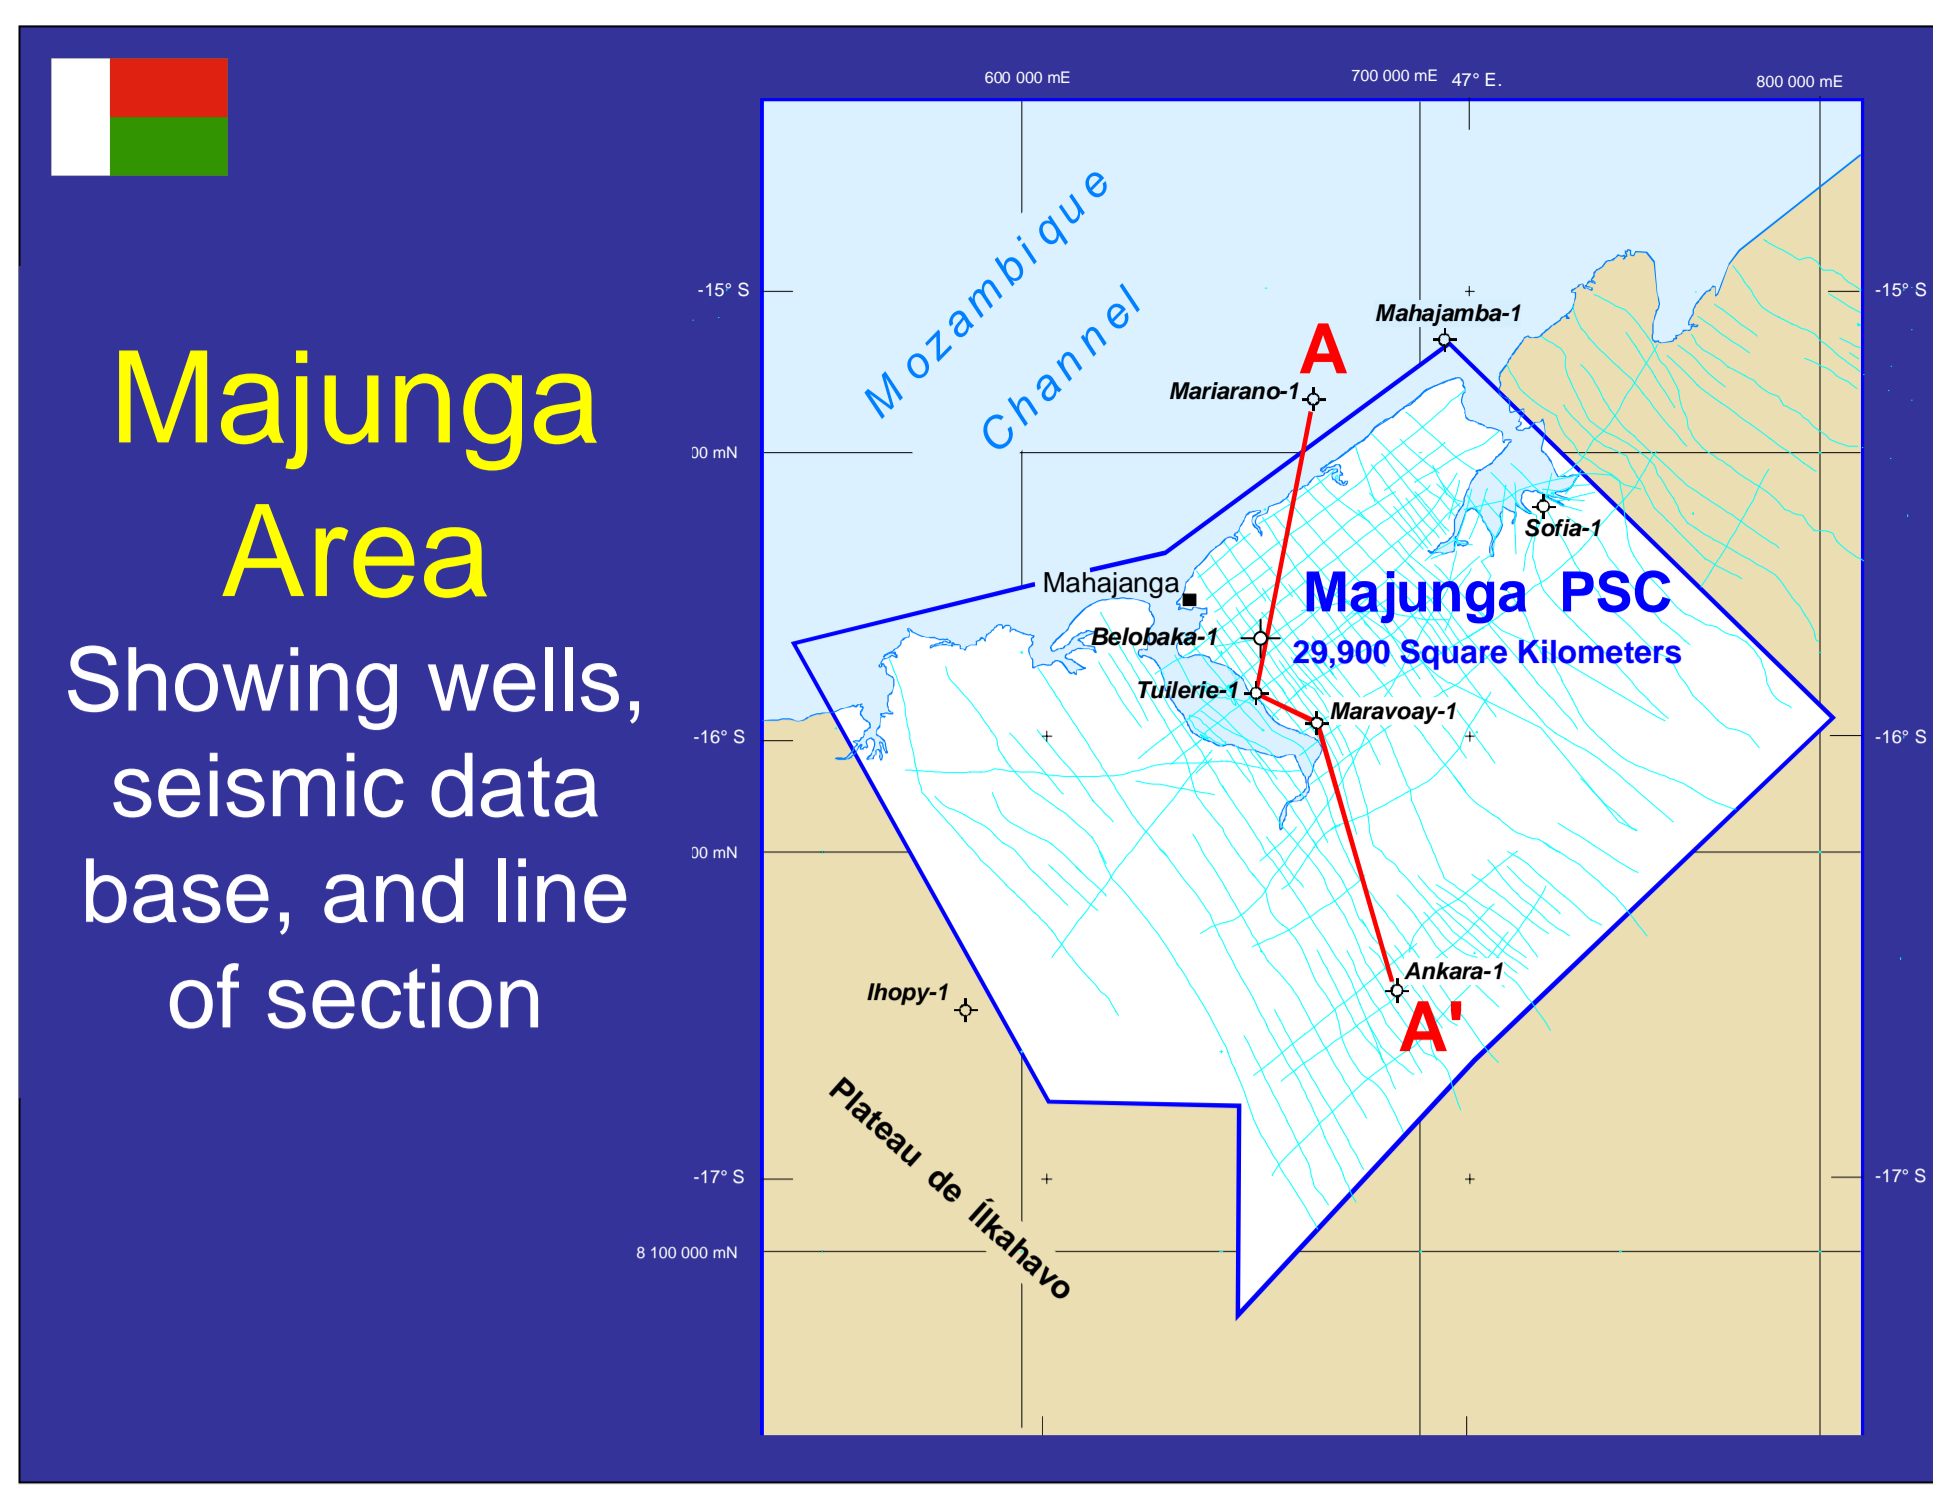 Majunga
Area
Showing wells,
seismic data
base, and line
of section
600 000 mE
700 000 mE
47° E.
800 000 mE
-15° S
-15° S
Mozambique
Channel
A
Mahajamba-1
Mariarano-1
00 mN
Sofia-1
Mahajanga
Majunga PSC
29,900 Square Kilometers
Belobaka-1
Tuilerie-1
Maravoay-1
-16° S
-16° S
00 mN
Ankara-1
A'
Ihopy-1
Plateau de Ílkahavo
-17° S
-17° S
8 100 000 mN